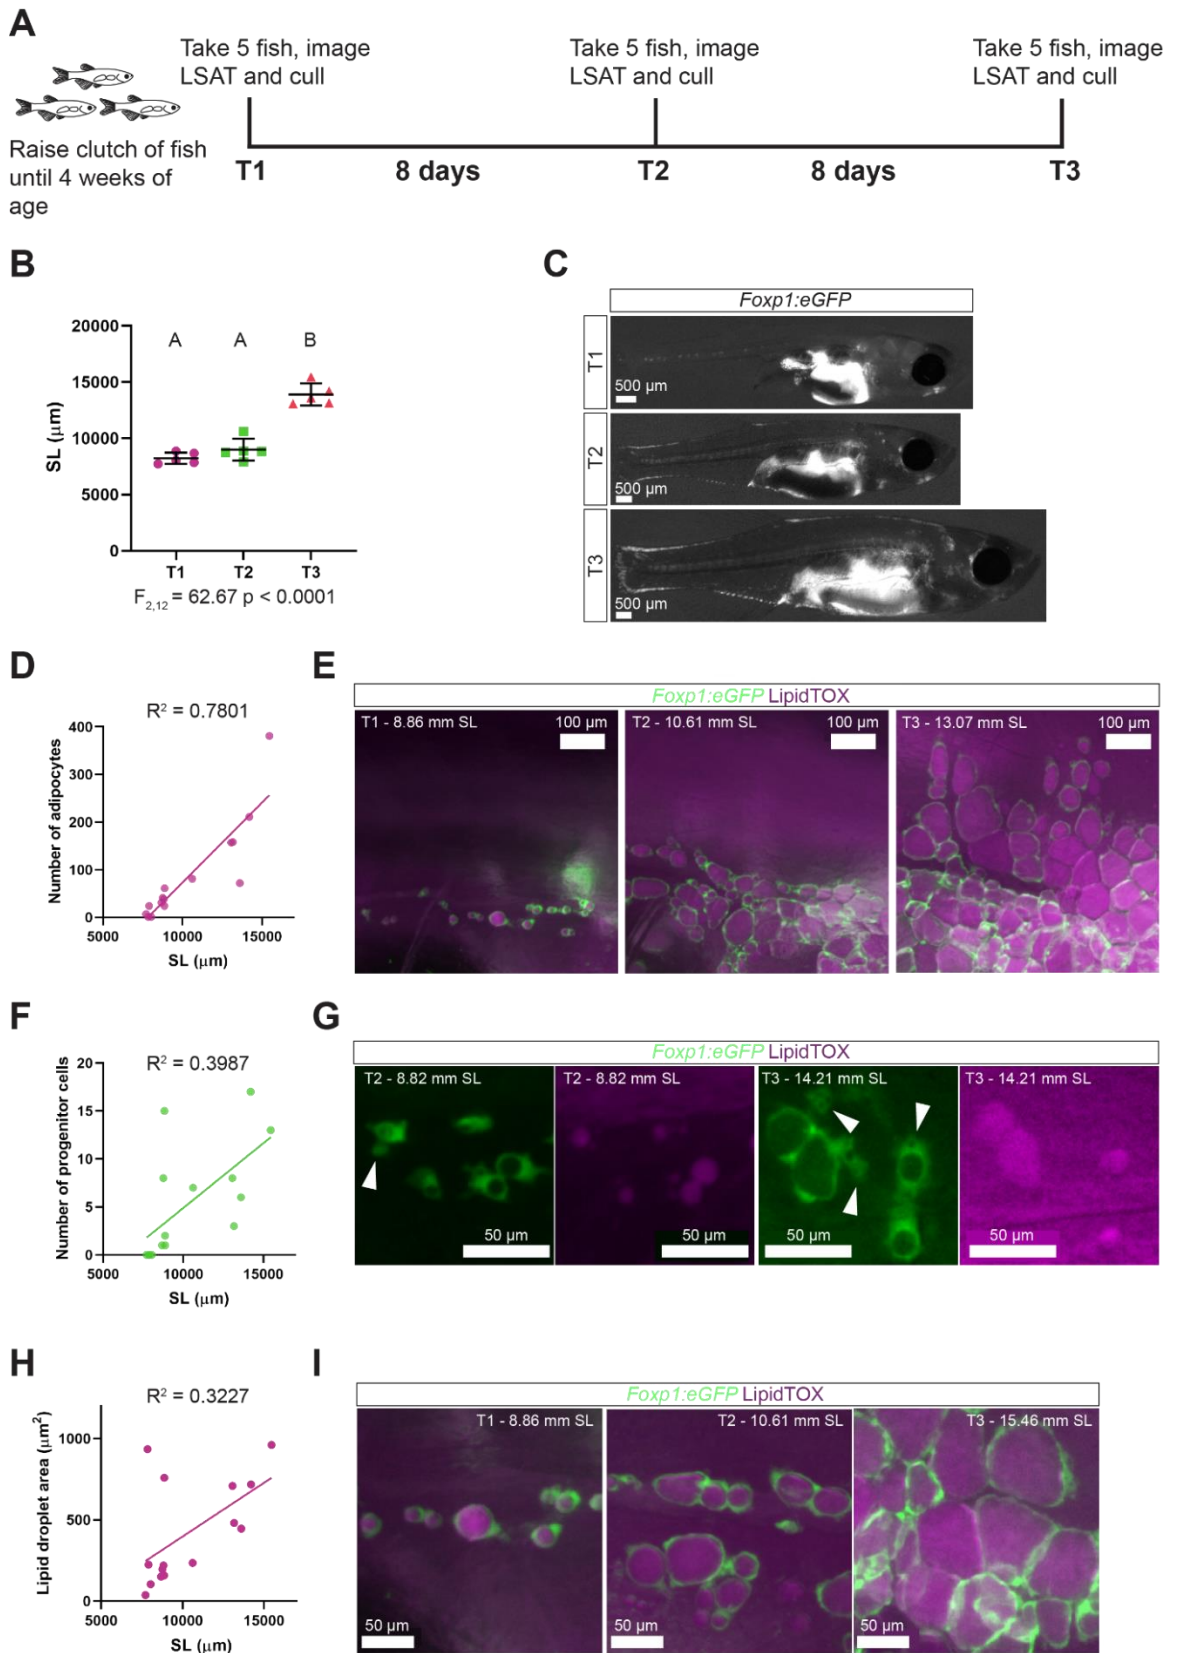 A
Take 5 fish, image
LSAT and cull
Take 5 fish, image
LSAT and cull
Take 5 fish, image
LSAT and cull
Raise clutch of fish
until 4 weeks of
age
T1
8 days
T2
8 days
T3
B
20000
15000
10000
5000
0
SL (μm)
A
A
B
T1
T2
T3
F2,12 = 62.67 p < 0.0001
C
Foxp1:eGFP
T1
500 μm
T2
500 μm
T3
500 μm
D
R² = 0.7801
Number of adipocytes
400
300
200
100
0
5000
10000
15000
SL (μm)
E
Foxp1:eGFP LipidTOX
T1 - 8.86 mm SL
100 μm
T2 - 10.61 mm SL
100 μm
T3 - 13.07 mm SL
100 μm
F
R² = 0.3987
Number of progenitor cells
20
15
10
5
0
5000
10000
15000
SL (μm)
G
Foxp1:eGFP LipidTOX
T2 - 8.82 mm SL
50 μm
T2 - 8.82 mm SL
50 μm
T3 - 14.21 mm SL
50 μm
T3 - 14.21 mm SL
50 μm
H
R² = 0.3227
Lipid droplet area (μm²)
1000
500
0
5000
10000
15000
SL (μm)
I
Foxp1:eGFP LipidTOX
T1 - 8.86 mm SL
50 μm
T2 - 10.61 mm SL
50 μm
T3 - 15.46 mm SL
50 μm